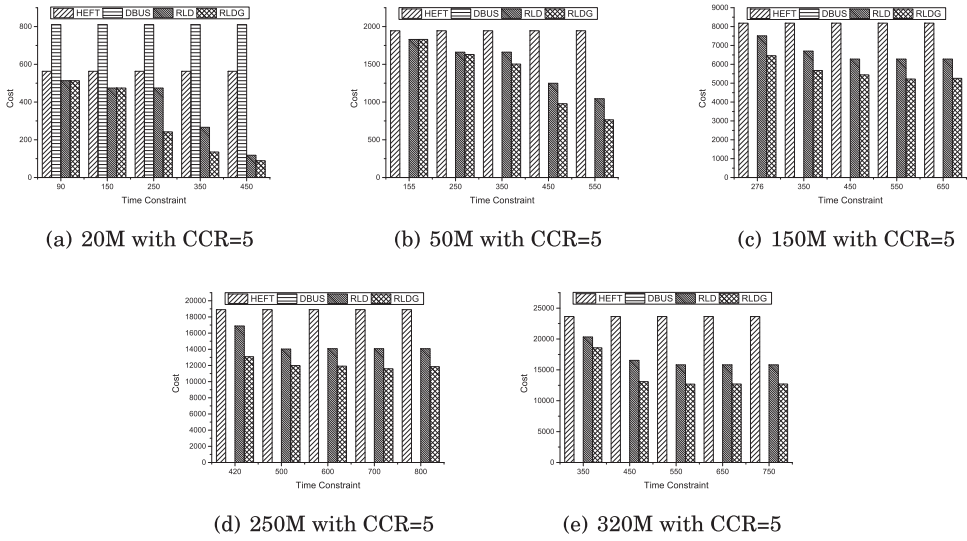 HEFT DBUS RLD RLDG
Cost
800
600
400
200
0
90 150 250 350 450
Time Constraint
(a) 20M with CCR=5
HEFT DBUS RLD RLDG
Cost
2000
1500
1000
500
0
155 250 350 450 550
Time Constraint
(b) 50M with CCR=5
HEFT DBUS RLD RLDG
Cost
9000
8000
7000
6000
5000
4000
3000
2000
1000
0
276 350 450 550 650
Time Constraint
(c) 150M with CCR=5
HEFT DBUS RLD RLDG
Cost
20000
18000
16000
14000
12000
10000
8000
6000
4000
2000
0
420 500 600 700 800
Time Constraint
(d) 250M with CCR=5
HEFT DBUS RLD RLDG
Cost
25000
20000
15000
10000
5000
0
350 450 550 650 750
Time Constraint
(e) 320M with CCR=5